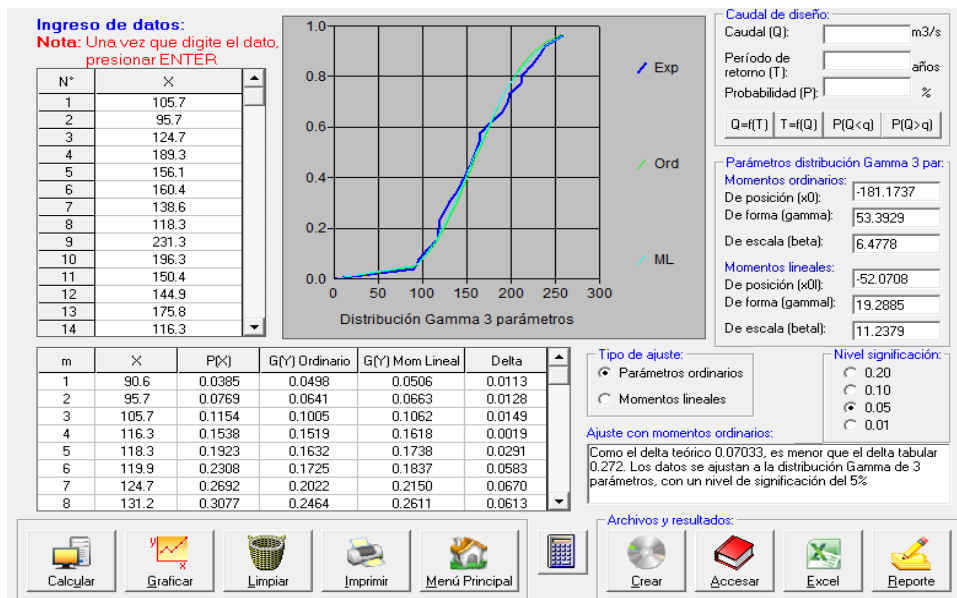 Ingreso de datos:
Nota: Una vez que digite el dato,
presionar ENTER
N° X
1 105.7
2 95.7
3 124.7
4 189.3
5 156.1
6 160.4
7 138.6
8 118.3
9 231.3
10 196.3
11 150.4
12 144.9
13 175.8
14 116.3
1.0
0.8
0.6
0.4
0.2
0.0
0 50 100 150 200 250 300
Distribución Gamma 3 parámetros
Exp
Ord
ML
Caudal de diseño:
Caudal (Q): m3/s
Período de
retorno (T): años
Probabilidad (P): %
Q=f(T) T=f(Q) P(Q<q) P(Q>q)
Parámetros distribución Gamma 3 par:
Momentos ordinarios:
De posición (x0): -181.1737
De forma (gamma): 53.3929
De escala (beta): 6.4778
Momentos lineales:
De posición (x0l): -52.0708
De forma (gammal): 19.2885
De escala (betal): 11.2379
m X P(X) G(Y) Ordinario G(Y) Mom Lineal Delta
1 90.6 0.0385 0.0498 0.0506 0.0113
2 95.7 0.0769 0.0641 0.0663 0.0128
3 105.7 0.1154 0.1005 0.1062 0.0149
4 116.3 0.1538 0.1519 0.1618 0.0019
5 118.3 0.1923 0.1632 0.1738 0.0291
6 119.9 0.2308 0.1725 0.1837 0.0583
7 124.7 0.2692 0.2022 0.2150 0.0670
8 131.2 0.3077 0.2464 0.2611 0.0613
Tipo de ajuste:
Parámetros ordinarios
Momentos lineales
Nivel significación:
0.20
0.10
0.05
0.01
Ajuste con momentos ordinarios:
Como el delta teórico 0.07033, es menor que el delta tabular
0.272. Los datos se ajustan a la distribución Gamma de 3
parámetros, con un nivel de significación del 5%
Calcular
Graficar
Limpiar
Imprimir
Menú Principal
Archivos y resultados:
Crear
Accesar
Excel
Reporte